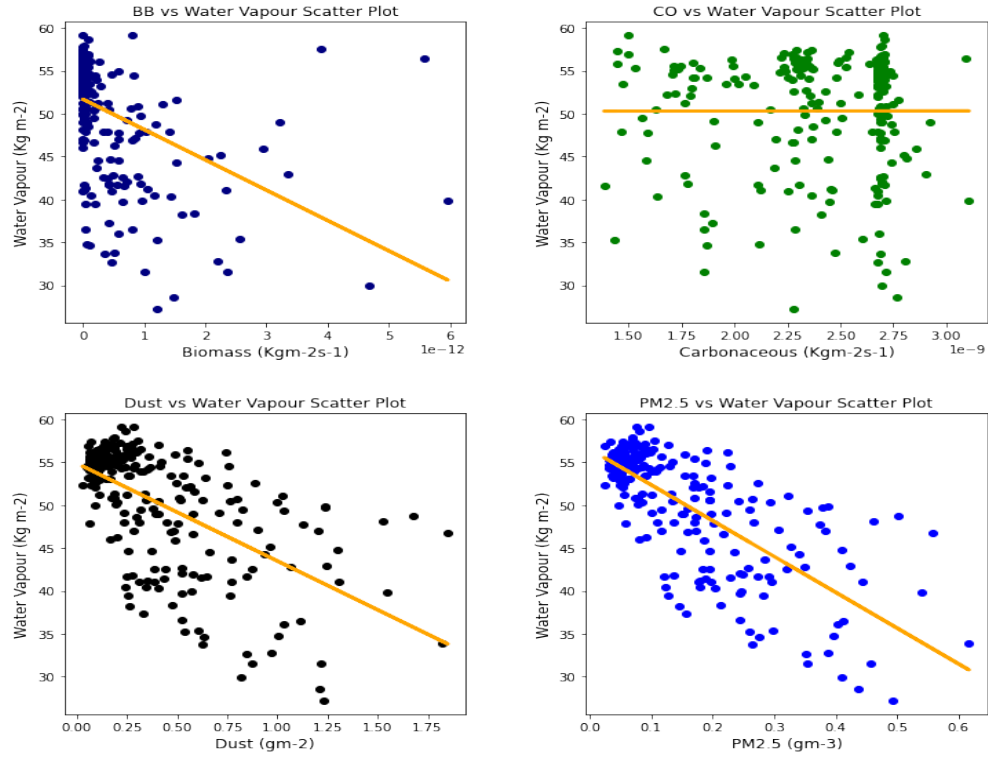 BB vs Water Vapour Scatter Plot
Water Vapour (Kg m-2)
60
55
50
45
40
35
30
0 1 2 3 4 5 6
1e-12
Biomass (Kgm-2s-1)
CO vs Water Vapour Scatter Plot
Water Vapour (Kg m-2)
60
55
50
45
40
35
30
1.50 1.75 2.00 2.25 2.50 2.75 3.00
1e-9
Carbonaceous (Kgm-2s-1)
Dust vs Water Vapour Scatter Plot
Water Vapour (Kg m-2)
60
55
50
45
40
35
30
0.00 0.25 0.50 0.75 1.00 1.25 1.50 1.75
Dust (gm-2)
PM2.5 vs Water Vapour Scatter Plot
Water Vapour (Kg m-2)
60
55
50
45
40
35
30
0.0 0.1 0.2 0.3 0.4 0.5 0.6
PM2.5 (gm-3)